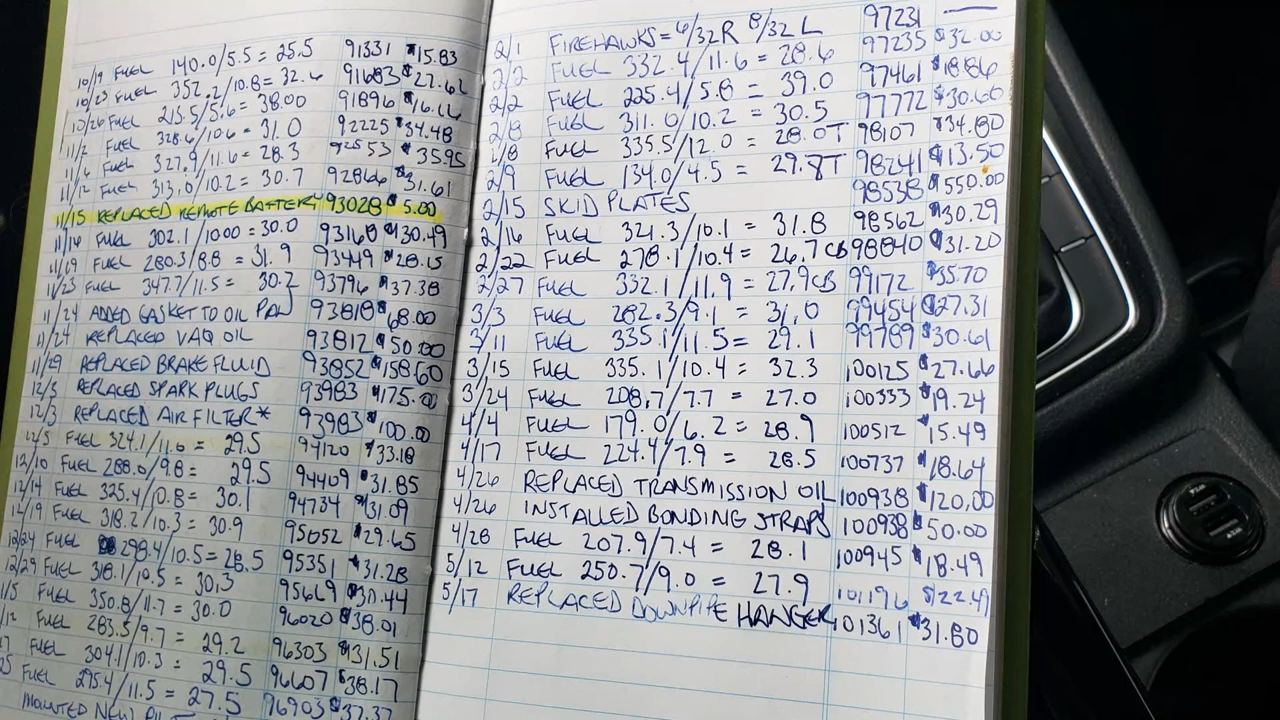 10/19 FUEL 140.0/5.5 = 25.5 91331 $15.83
10/23 FUEL 352.2/10.8 = 32.6 91683 $27.62
10/26 FUEL 215.5/5.6 = 38.00 91896 $16.66
11/2 FUEL 328.6/10.6 = 31.0 92225 $34.48
11/6 FUEL 327.9/11.6 = 28.3 92553 $35.95
11/12 FUEL 313.0/10.2 = 30.7 92866 $31.61
11/15 REPLACED REMOTE BATTERY 93028 $5.00
11/16 FUEL 302.1/10.00 = 30.0 93168 $30.49
11/19 FUEL 280.3/8.8 = 31.9 93449 $28.15
11/23 FUEL 347.7/11.5 = 30.2 93796 $37.38
11/24 ADDED GASKET TO OIL PAN 93818 $68.00
11/24 REPLACED VAQ OIL 93812 $50.00
11/29 REPLACED BRAKE FLUID 93852 $158.60
12/3 REPLACED SPARK PLUGS 93983 $175.00
12/3 REPLACED AIR FILTER* 93983 $100.00
12/5 FUEL 324.1/11.0 = 29.5 94120 $33.18
12/10 FUEL 288.0/9.8 = 29.5 94409 $31.85
12/14 FUEL 325.4/10.8 = 30.1 94734 $31.09
12/19 FUEL 318.2/10.3 = 30.9 95052 $29.65
12/24 FUEL 298.4/10.5 = 28.5 95351 $31.28
12/29 FUEL 318.1/10.5 = 30.3 95669 $30.44
1/5 FUEL 350.8/11.7 = 30.0 96020 $38.01
/12 FUEL 283.5/9.7 = 29.2 96303 $31.51
17 FUEL 304.1/10.3 = 29.5 96607 $38.17
25 FUEL 295.4/11.5 = 27.5 96903 $37.37
MOUNTED NEW
2/1 FIREHAWKS = 6/32R 8/32L 97231 —
2/2 FUEL 332.4/11.6 = 28.6 97235 $32.00
2/2 FUEL 225.4/5.8 = 39.0 97461 $18.86
2/8 FUEL 311.0/10.2 = 30.5 97772 $30.60
2/8 FUEL 335.5/12.0 = 28.0T 98107 $34.80
2/9 FUEL 134.0/4.5 = 29.8T 98241 $13.50
2/15 SKID PLATES 98538 $550.00
2/16 FUEL 321.3/10.1 = 31.8 98562 $30.29
2/22 FUEL 278.1/10.4 = 26.7CB 98840 $31.20
2/27 FUEL 332.1/11.9 = 27.9CB 99172 $35.70
3/3 FUEL 282.3/9.1 = 31.0 99454 $27.31
3/11 FUEL 335.1/11.5 = 29.1 99789 $30.61
3/15 FUEL 335.1/10.4 = 32.3 100125 $27.66
3/24 FUEL 208.7/7.7 = 27.0 100333 $19.24
4/4 FUEL 179.0/6.2 = 28.9 100512 $15.49
4/17 FUEL 224.4/7.9 = 28.5 100737 $18.64
4/26 REPLACED TRANSMISSION OIL 100938 $120.00
4/26 INSTALLED BONDING STRAPS 100938 $50.00
4/28 FUEL 207.9/7.4 = 28.1 100945 $18.49
5/12 FUEL 250.7/9.0 = 27.9 101196 $22.49
5/17 REPLACED DOWNPIPE HANGER 101361 $31.80